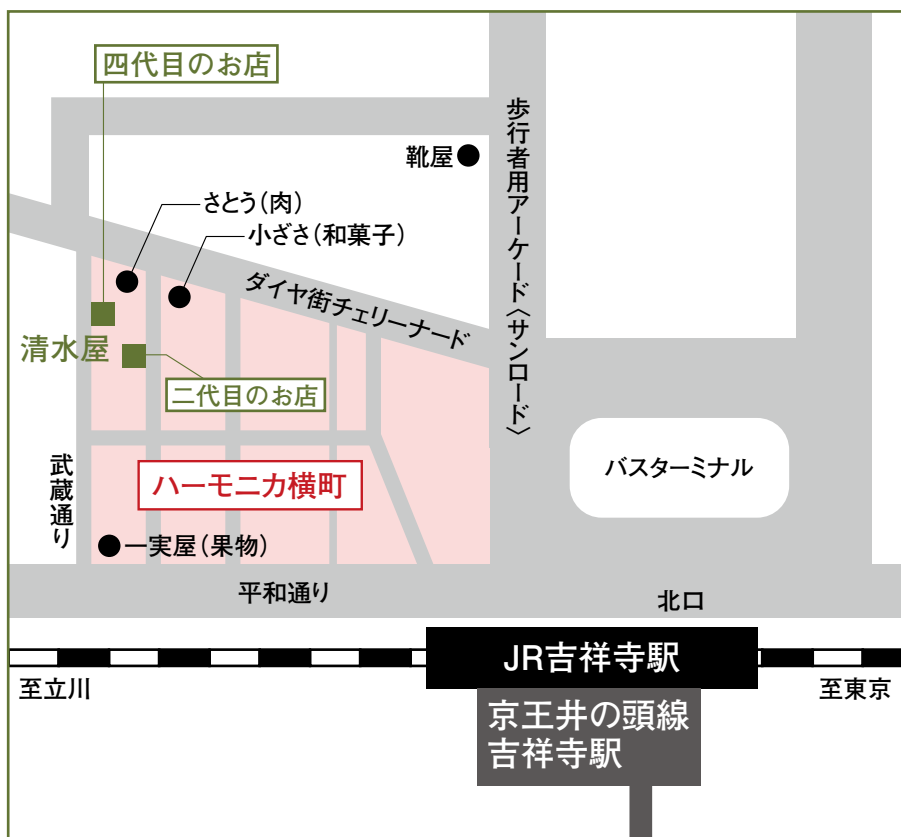 四代目のお店
靴屋
歩行者用アーケード〈サンロード〉
さとう（肉）
小ざさ（和菓子）
ダイヤ街チェリーナード
清水屋
二代目のお店
バスターミナル
武蔵通り
ハーモニカ横町
一実屋（果物）
平和通り
北口
JR吉祥寺駅
至立川
至東京
京王井の頭線
吉祥寺駅